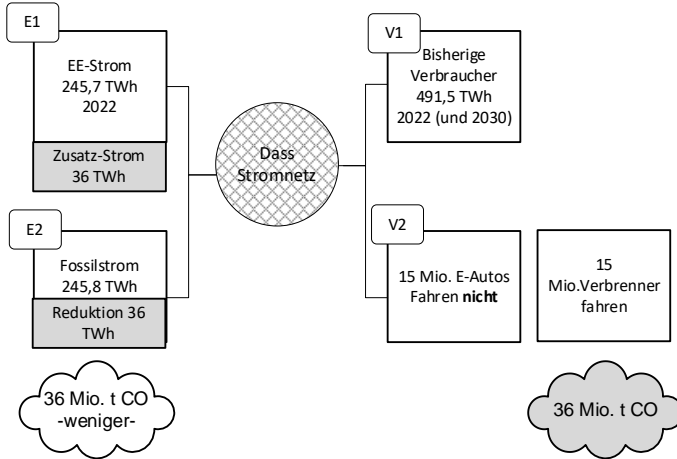 E1
EE-Strom
245,7 TWh
2022
Zusatz-Strom
36 TWh
E2
Fossilstrom
245,8 TWh
Reduktion 36
TWh
36 Mio. t CO
-weniger-
Dass
Stromnetz
V1
Bisherige
Verbraucher
491,5 TWh
2022 (und 2030)
V2
15 Mio. E-Autos
Fahren nicht
15
Mio.Verbrenner
fahren
36 Mio. t CO